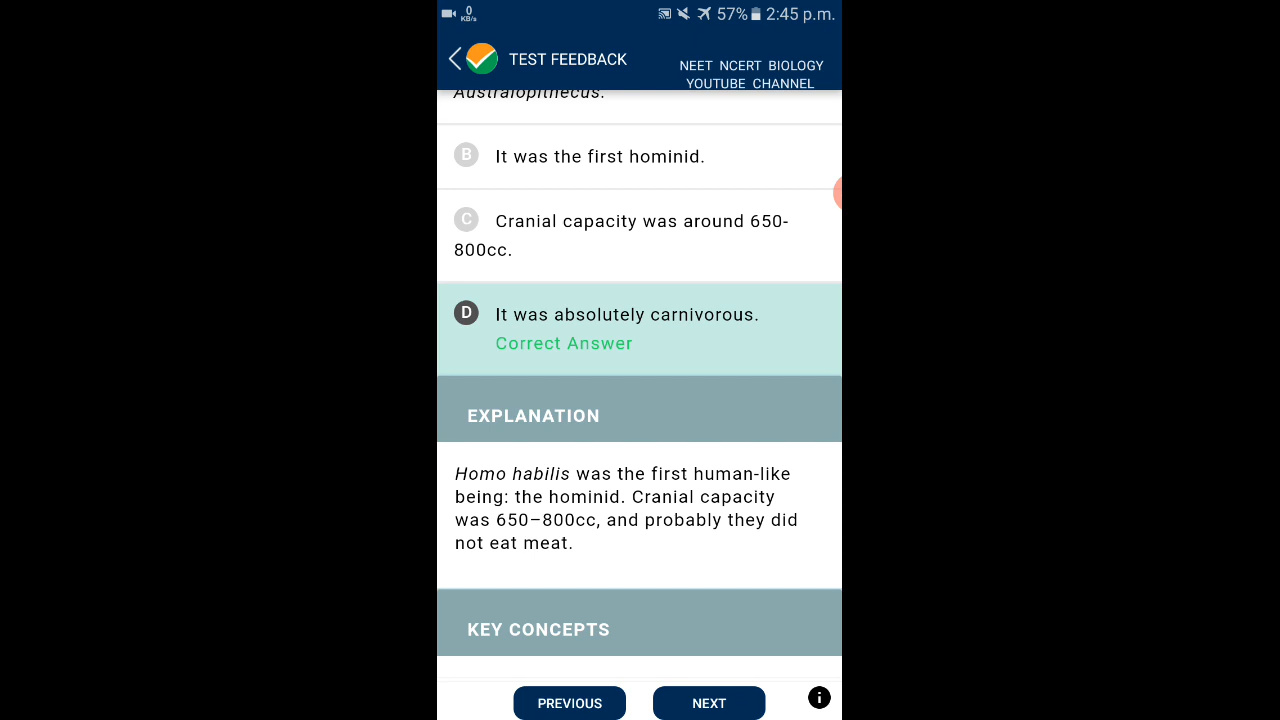 0
KB/s
57% 2:45 p.m.
TEST FEEDBACK
NEET NCERT BIOLOGY
YOUTUBE CHANNEL
Australopithecus.
B It was the first hominid.
C Cranial capacity was around 650-
800cc.
D It was absolutely carnivorous.
Correct Answer
EXPLANATION
Homo habilis was the first human-like
being: the hominid. Cranial capacity
was 650–800cc, and probably they did
not eat meat.
KEY CONCEPTS
PREVIOUS NEXT i